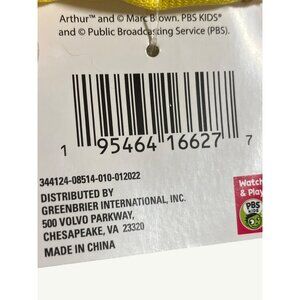 Arthur™ and © Marc Brown. PBS KIDS®
and © Public Broadcasting Service (PBS).
1 95464 16627 7
344124-08514-010-012022
DISTRIBUTED BY
GREENBRIER INTERNATIONAL, INC.
500 VOLVO PARKWAY,
CHESAPEAKE, VA 23320
MADE IN CHINA
Watch
& Play
PBS
KIDS